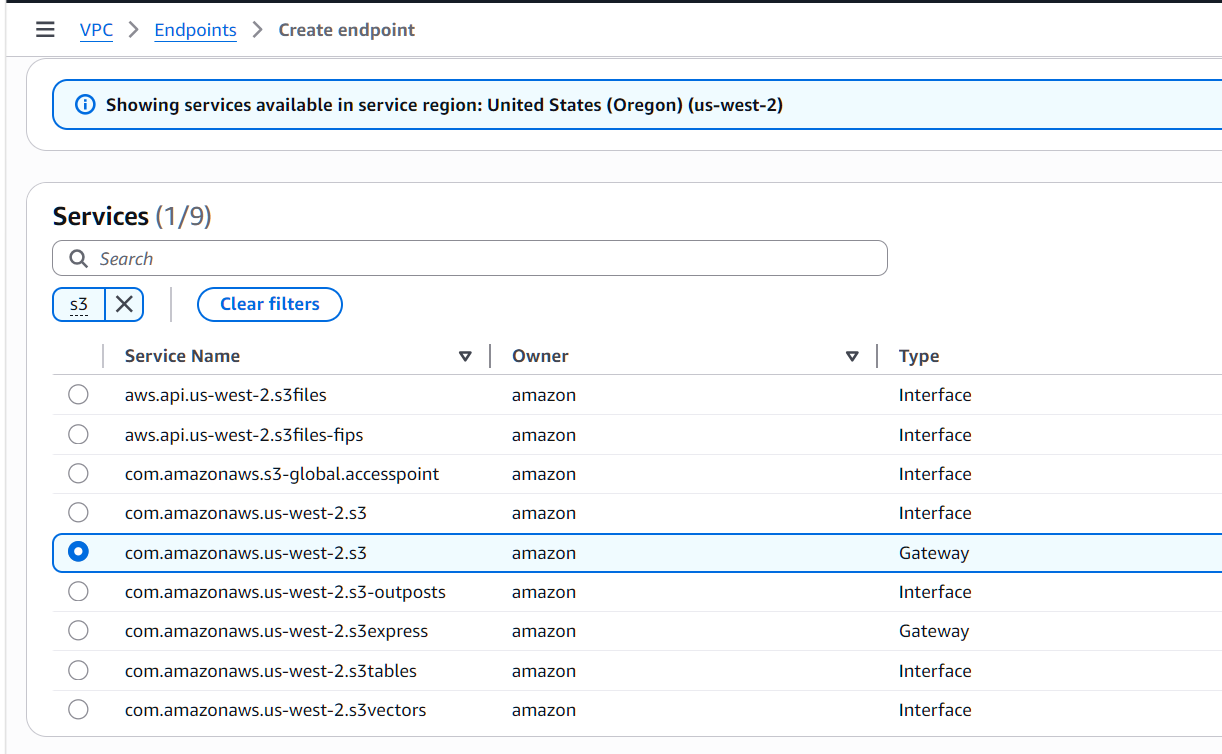 VPC > Endpoints > Create endpoint
Showing services available in service region: United States (Oregon) (us-west-2)
Services (1/9)
Search
s3 Clear filters
Service Name Owner Type
aws.api.us-west-2.s3files amazon Interface
aws.api.us-west-2.s3files-fips amazon Interface
com.amazonaws.s3-global.accesspoint amazon Interface
com.amazonaws.us-west-2.s3 amazon Interface
com.amazonaws.us-west-2.s3 amazon Gateway
com.amazonaws.us-west-2.s3-outposts amazon Interface
com.amazonaws.us-west-2.s3express amazon Gateway
com.amazonaws.us-west-2.s3tables amazon Interface
com.amazonaws.us-west-2.s3vectors amazon Interface